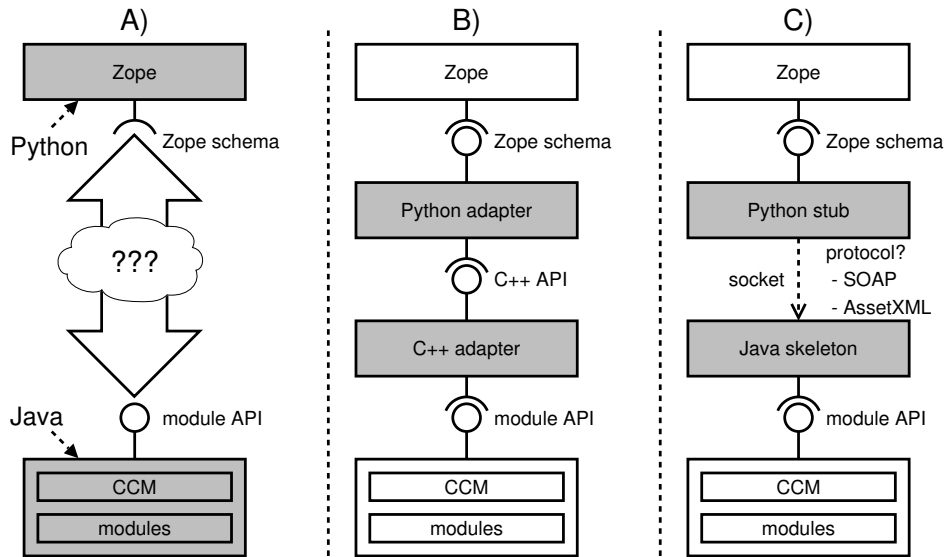 A)
Zope
Python
Zope schema
???
Java
module API
CCM
modules
B)
Zope
Zope schema
Python adapter
C++ API
C++ adapter
module API
CCM
modules
C)
Zope
Zope schema
Python stub
socket
protocol?
- SOAP
- AssetXML
Java skeleton
module API
CCM
modules